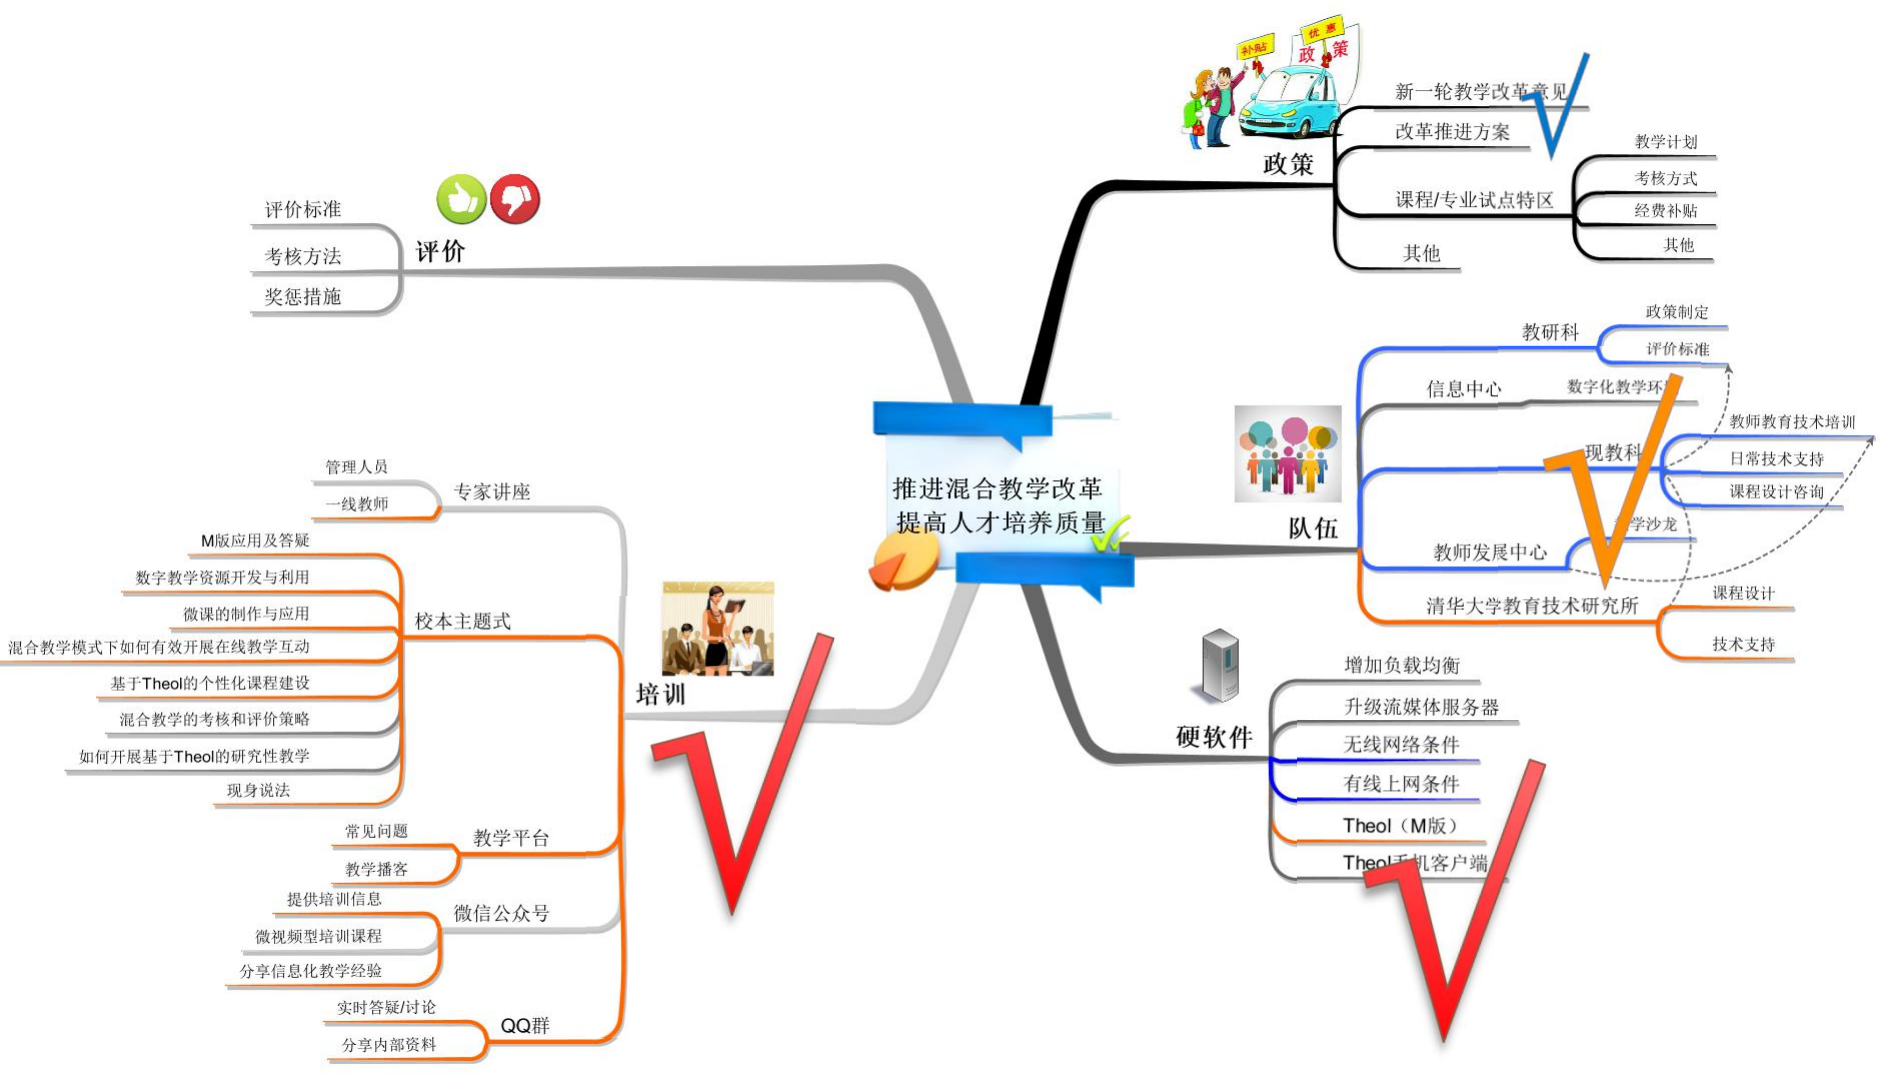 推进混合教学改革
提高人才培养质量
补贴
优惠
政策
政策
新一轮教学改革意见
改革推进方案
课程/专业试点特区
教学计划
考核方式
经费补贴
其他
其他
队伍
教研科
政策制定
评价标准
信息中心
数字化教学环
现教科
教师教育技术培训
日常技术支持
课程设计咨询
教师发展中心
学沙龙
清华大学教育技术研究所
课程设计
技术支持
硬软件
增加负载均衡
升级流媒体服务器
无线网络条件
有线上网条件
Theol（M版）
Theol手机客户端
评价
评价标准
考核方法
奖惩措施
培训
专家讲座
管理人员
一线教师
校本主题式
M版应用及答疑
数字教学资源开发与利用
微课的制作与应用
混合教学模式下如何有效开展在线教学互动
基于Theol的个性化课程建设
混合教学的考核和评价策略
如何开展基于Theol的研究性教学
现身说法
教学平台
常见问题
教学播客
微信公众号
提供培训信息
微视频型培训课程
分享信息化教学经验
QQ群
实时答疑/讨论
分享内部资料